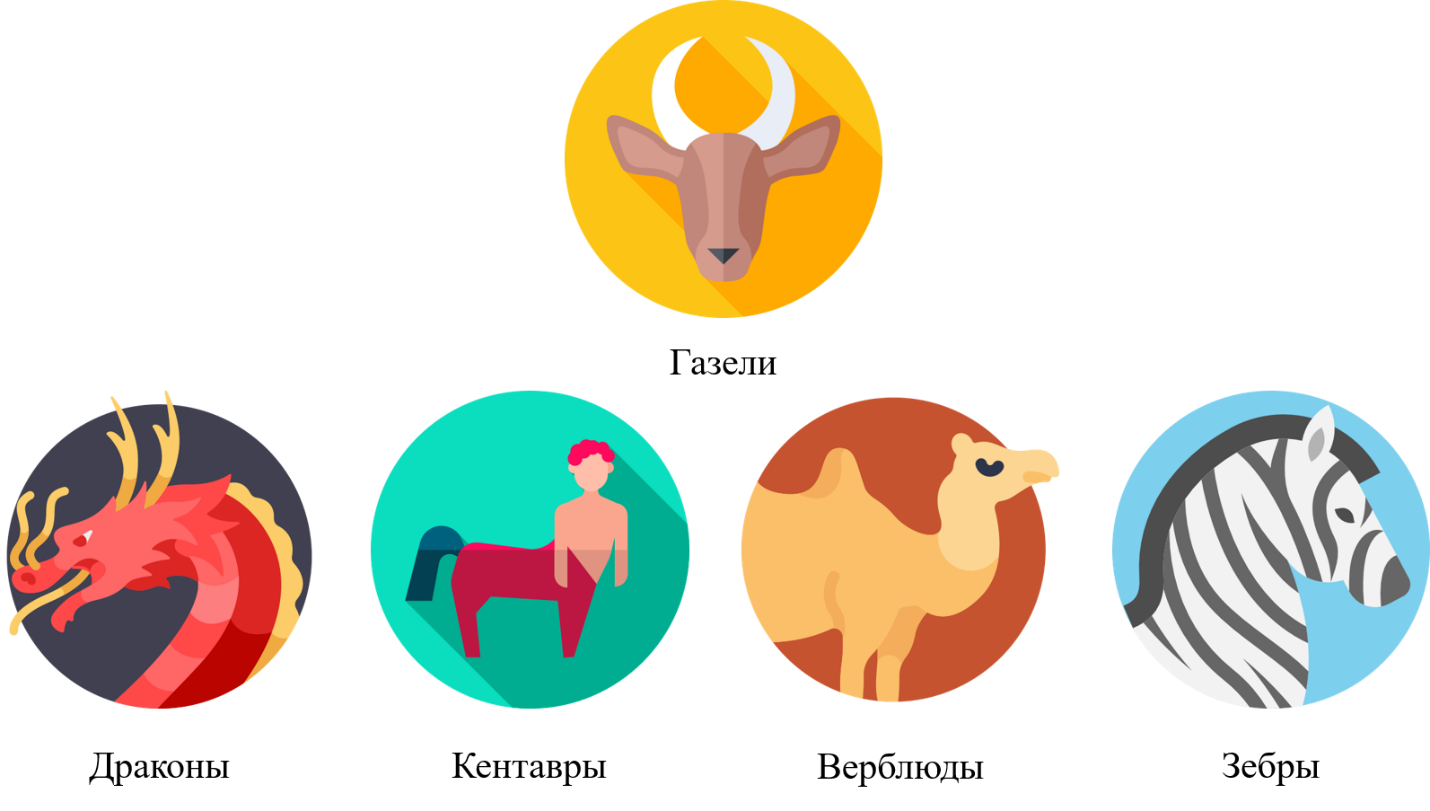 Газели
Драконы
Кентавры
Верблюды
Зебры